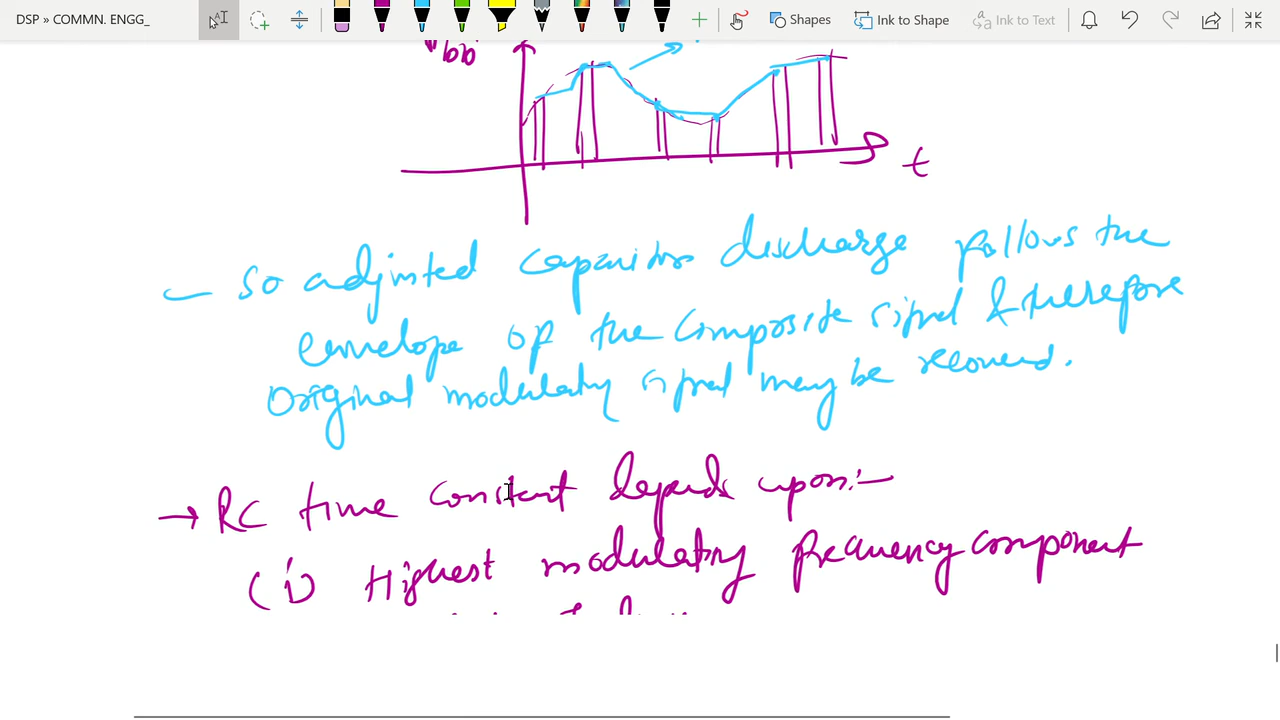 DSP » COMMN. ENGG_
Shapes
Ink to Shape
Ink to Text
t
so adjusted capacitor discharge follows the
envelope of the composite signal & therefore
Original modulating signal may be recovered.
→ RC time constant depends upon:-
(i) Highest modulating frequency component